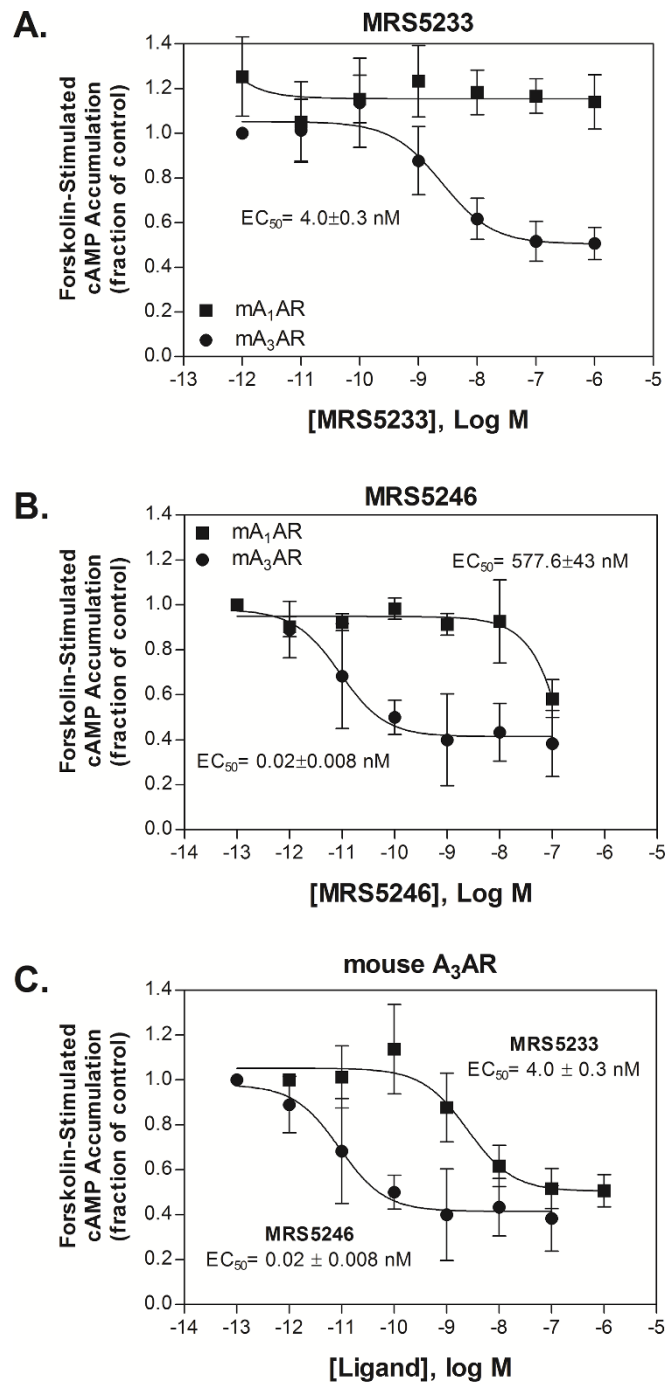 A.
MRS5233
Forskolin-Stimulated
cAMP Accumulation
(fraction of control)
1.4
1.2
1.0
0.8
0.6
0.4
0.2
0.0
EC50= 4.0±0.3 nM
mA1AR
mA3AR
-13 -12 -11 -10 -9 -8 -7 -6 -5
[MRS5233], Log M
B.
MRS5246
Forskolin-Stimulated
cAMP Accumulation
(fraction of control)
1.4
1.2
1.0
0.8
0.6
0.4
0.2
0.0
mA1AR
mA3AR
EC50= 577.6±43 nM
EC50= 0.02±0.008 nM
-14 -13 -12 -11 -10 -9 -8 -7 -6 -5
[MRS5246], Log M
C.
mouse A3AR
Forskolin-Stimulated
cAMP Accumulation
(fraction of control)
1.4
1.2
1.0
0.8
0.6
0.4
0.2
0.0
MRS5233
EC50= 4.0 ± 0.3 nM
MRS5246
EC50= 0.02 ± 0.008 nM
-14 -13 -12 -11 -10 -9 -8 -7 -6 -5
[Ligand], log M